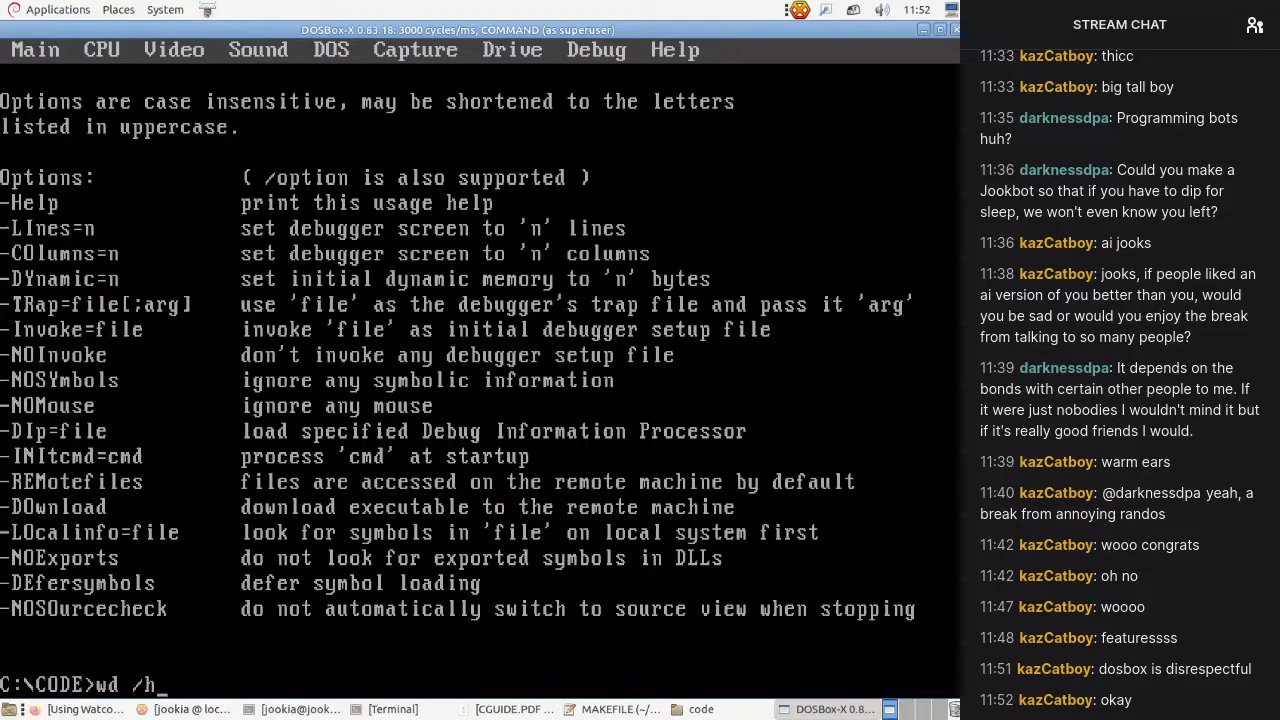 Applications Places System 11:52
DOSBox-X 0.83.18: 3000 cycles/ms, COMMAND (as superuser)
Main CPU Video Sound DOS Capture Drive Debug Help
Options are case insensitive, may be shortened to the letters
listed in uppercase.
Options: ( /option is also supported )
-Help print this usage help
-LInes=n set debugger screen to 'n' lines
-COlumns=n set debugger screen to 'n' columns
-DYnamic=n set initial dynamic memory to 'n' bytes
-TRap=file[;arg] use 'file' as the debugger's trap file and pass it 'arg'
-Invoke=file invoke 'file' as initial debugger setup file
-NOInvoke don't invoke any debugger setup file
-NOSYmbols ignore any symbolic information
-NOMouse ignore any mouse
-DIp=file load specified Debug Information Processor
-INItcmd=cmd process 'cmd' at startup
-REMotefiles files are accessed on the remote machine by default
-DOwnload download executable to the remote machine
-LOcalinfo=file look for symbols in 'file' on local system first
-NOExports do not look for exported symbols in DLLs
-DEfersymbols defer symbol loading
-NOSOurcecheck do not automatically switch to source view when stopping
C:\CODE>wd /h_
[Using Watco... [jookia @ loc... [jookia@jook... [Terminal] [CGUIDE.PDF ... MAKEFILE (~/... code DOSBox-X 0.8...
STREAM CHAT
11:33 kazCatboy: thicc
11:33 kazCatboy: big tall boy
11:35 darknessdpa: Programming bots
huh?
11:36 darknessdpa: Could you make a
Jookbot so that if you have to dip for
sleep, we won't even know you left?
11:36 kazCatboy: ai jooks
11:38 kazCatboy: jooks, if people liked an
ai version of you better than you, would
you be sad or would you enjoy the break
from talking to so many people?
11:39 darknessdpa: It depends on the
bonds with certain other people to me. If
it were just nobodies I wouldn't mind it but
if it's really good friends I would.
11:39 kazCatboy: warm ears
11:40 kazCatboy: @darknessdpa yeah, a
break from annoying randos
11:42 kazCatboy: wooo congrats
11:42 kazCatboy: oh no
11:47 kazCatboy: woooo
11:48 kazCatboy: featuressss
11:51 kazCatboy: dosbox is disrespectful
11:52 kazCatboy: okay